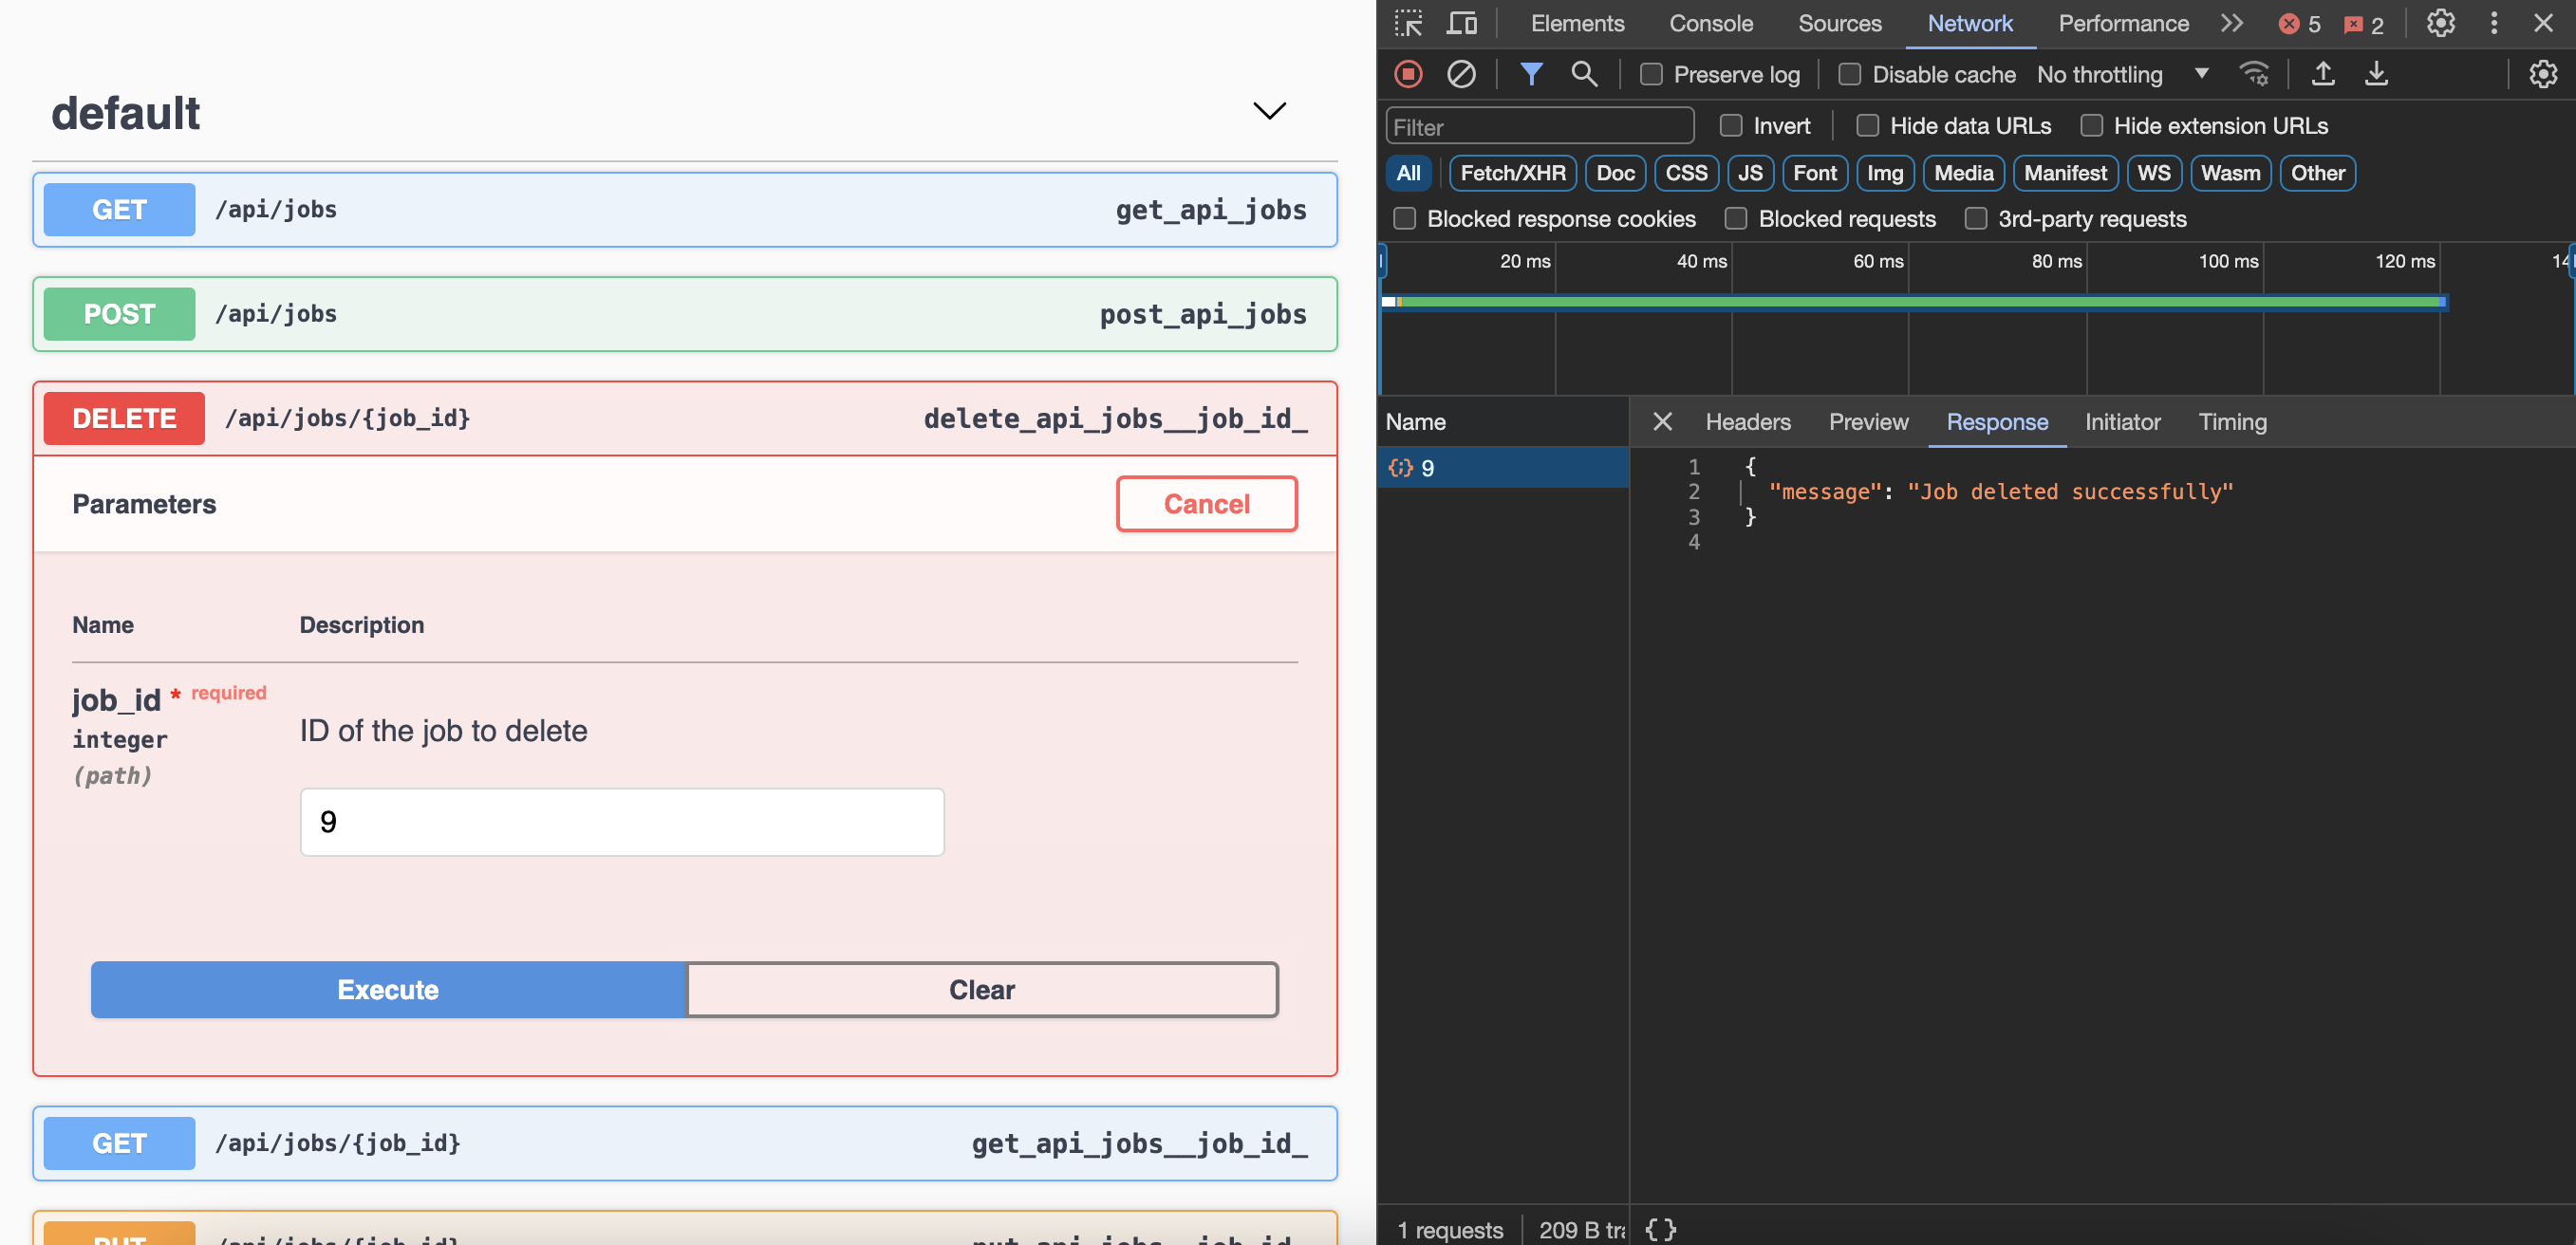 default
GET /api/jobs get_api_jobs
POST /api/jobs post_api_jobs
DELETE /api/jobs/{job_id} delete_api_jobs__job_id_
Parameters Cancel
Name Description
job_id * required
integer
(path)
ID of the job to delete
9
Execute Clear
GET /api/jobs/{job_id} get_api_jobs__job_id_
PUT /api/jobs/{job_id} put_api_jobs__job_id_
Elements Console Sources Network Performance 5 2
Preserve log Disable cache No throttling
Filter Invert Hide data URLs Hide extension URLs
All Fetch/XHR Doc CSS JS Font Img Media Manifest WS Wasm Other
Blocked response cookies Blocked requests 3rd-party requests
20 ms 40 ms 60 ms 80 ms 100 ms 120 ms
Name Headers Preview Response Initiator Timing
{;} 9
1 {
2 "message": "Job deleted successfully"
3 }
4
1 requests 209 B { }